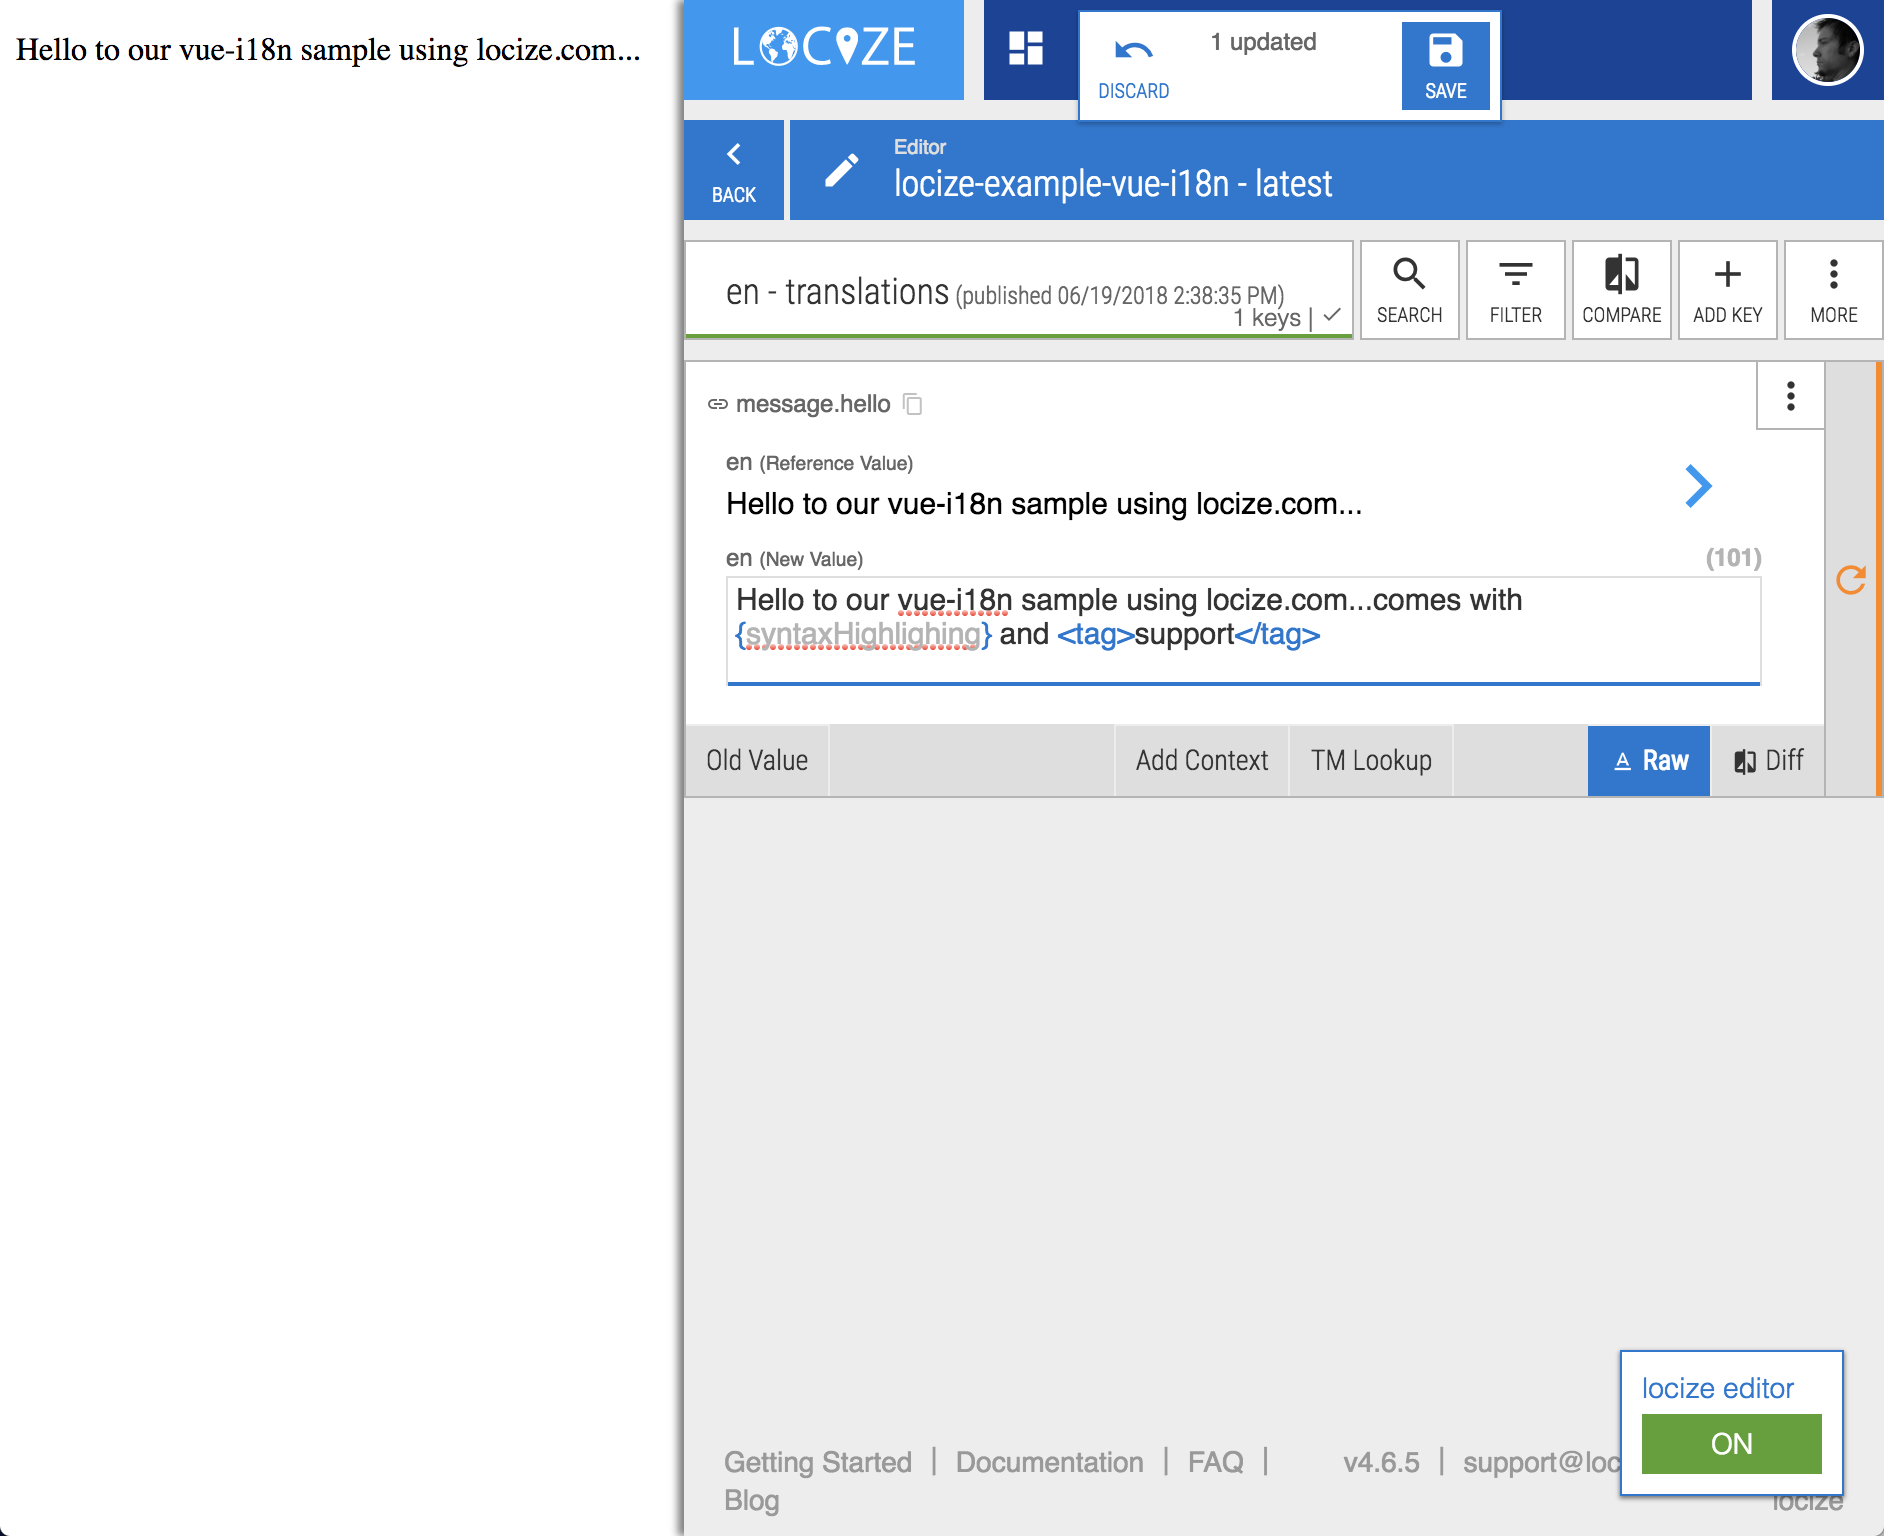 Hello to our vue-i18n sample using locize.com...
LOCIZE
DISCARD
1 updated
SAVE
BACK
Editor
locize-example-vue-i18n - latest
en - translations (published 06/19/2018 2:38:35 PM)
1 keys |
SEARCH
FILTER
COMPARE
ADD KEY
MORE
message.hello
en (Reference Value)
Hello to our vue-i18n sample using locize.com...
en (New Value)
(101)
Hello to our vue-i18n sample using locize.com...comes with
{syntaxHighlighing} and <tag>support</tag>
Old Value
Add Context
TM Lookup
A Raw
Diff
locize editor
ON
Getting Started | Documentation | FAQ |
Blog
v4.6.5 | support@loc
locize